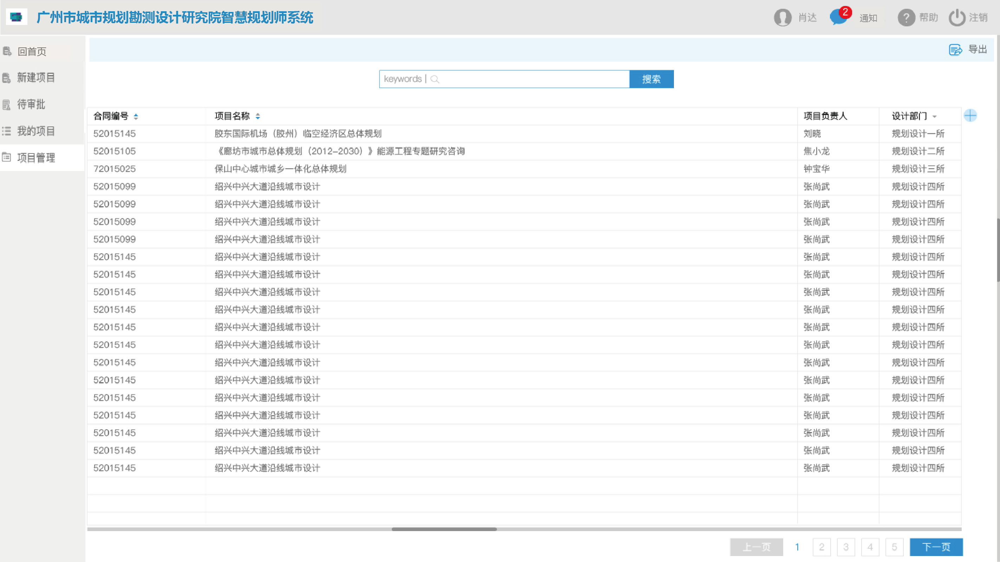 广州市城市规划勘测设计研究院智慧规划师系统 肖达 2 通知 帮助 注销
回首页
新建项目
待审批
我的项目
项目管理
导出
keywords 搜索
合同编号 项目名称 项目负责人 设计部门
52015145 胶东国际机场（胶州）临空经济区总体规划 刘晓 规划设计一所
52015105 《廊坊市城市总体规划（2012-2030）》能源工程专题研究咨询 焦小龙 规划设计二所
72015025 保山中心城市城乡一体化总体规划 钟宝华 规划设计三所
52015099 绍兴中兴大道沿线城市设计 张尚武 规划设计四所
52015099 绍兴中兴大道沿线城市设计 张尚武 规划设计四所
52015099 绍兴中兴大道沿线城市设计 张尚武 规划设计四所
52015099 绍兴中兴大道沿线城市设计 张尚武 规划设计四所
52015145 绍兴中兴大道沿线城市设计 张尚武 规划设计四所
52015145 绍兴中兴大道沿线城市设计 张尚武 规划设计四所
52015145 绍兴中兴大道沿线城市设计 张尚武 规划设计四所
52015145 绍兴中兴大道沿线城市设计 张尚武 规划设计四所
52015145 绍兴中兴大道沿线城市设计 张尚武 规划设计四所
52015145 绍兴中兴大道沿线城市设计 张尚武 规划设计四所
52015145 绍兴中兴大道沿线城市设计 张尚武 规划设计四所
52015145 绍兴中兴大道沿线城市设计 张尚武 规划设计四所
52015145 绍兴中兴大道沿线城市设计 张尚武 规划设计四所
52015145 绍兴中兴大道沿线城市设计 张尚武 规划设计四所
52015145 绍兴中兴大道沿线城市设计 张尚武 规划设计四所
52015145 绍兴中兴大道沿线城市设计 张尚武 规划设计四所
52015145 绍兴中兴大道沿线城市设计 张尚武 规划设计四所
上一页 1 2 3 4 5 下一页